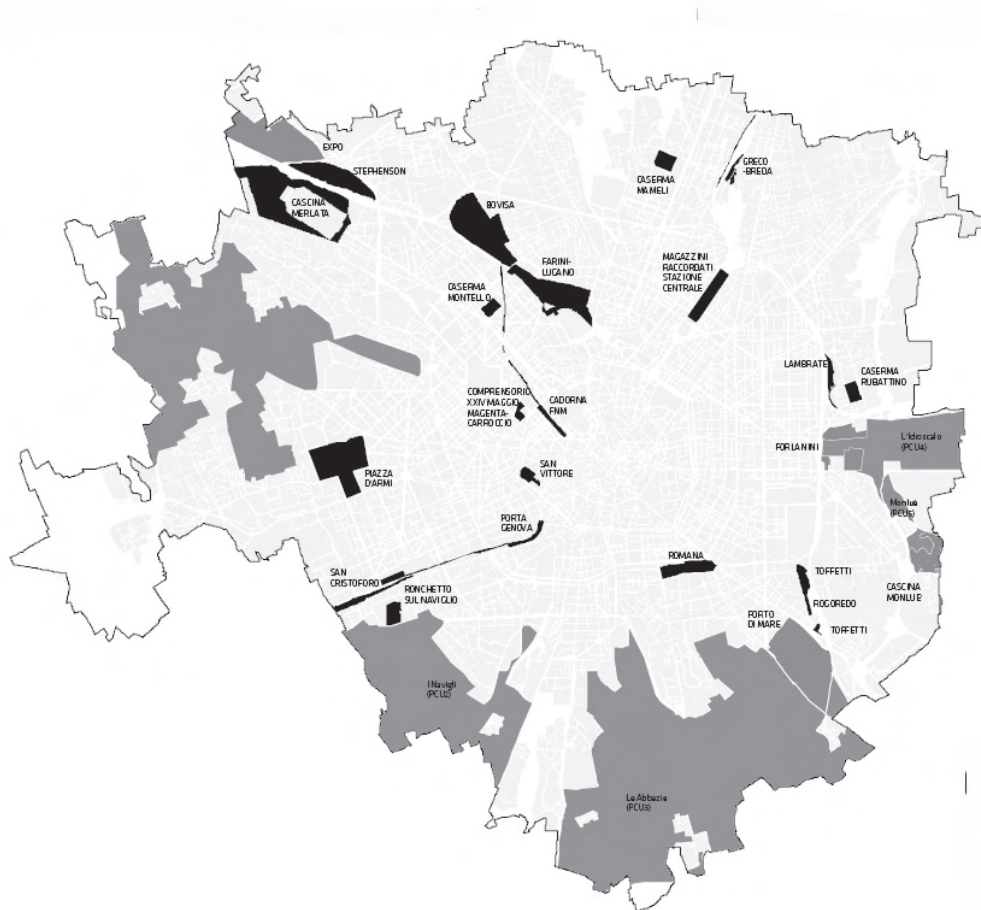 EXPO
STEPHENSON
CASCINA
MERLATA
BOVISA
CASERMA
MAMELI
GRECO
-BREDA
FARINI-
LUGANO
MAGAZZINI
RACCORDATI
STAZIONE
CENTRALE
CASERMA
MONTELLO
LAMBRATE
CASERMA
RUBATTINO
COMPRENSORIO
XXIV MAGGIO
MAGENTA-
CARROCCIO
CADORNA
FNM
FORLANINI
L'Idroscalo
(PCU4)
PIAZZA
D'ARMI
SAN
VITTORE
Monlue
(PCU5)
PORTA
GENOVA
ROMANA
SAN
CRISTOFORO
RONCHETTO
SUL NAVIGLIO
TOFFETTI
CASCINA
MONLUE
ROGOREDO
PORTO
DI MARE
TOFFETTI
I Navigli
(PCU2)
Le Abbazie
(PCU3)